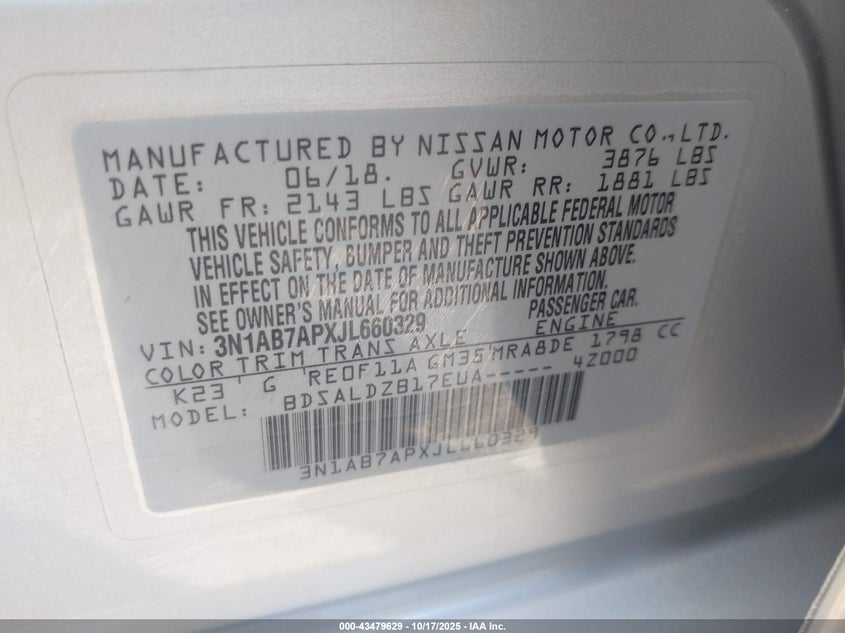 MANUFACTURED BY NISSAN MOTOR CO., LTD.
DATE: 06/18. GVWR: 3876 LBS
GAWR FR: 2143 LBS GAWR RR: 1881 LBS
THIS VEHICLE CONFORMS TO ALL APPLICABLE FEDERAL MOTOR
VEHICLE SAFETY, BUMPER AND THEFT PREVENTION STANDARDS
IN EFFECT ON THE DATE OF MANUFACTURE SHOWN ABOVE.
SEE OWNER'S MANUAL FOR ADDITIONAL INFORMATION.
VIN: 3N1AB7APXJL660329 PASSENGER CAR.
COLOR TRIM TRANS AXLE ENGINE
K23 G RE0F11A GM35 MRA8DE 1798 CC
MODEL: BDSALDZB17EUA----- 4Z000
3N1AB7APXJL660329
000-43479629 - 10/17/2025 - IAA Inc.